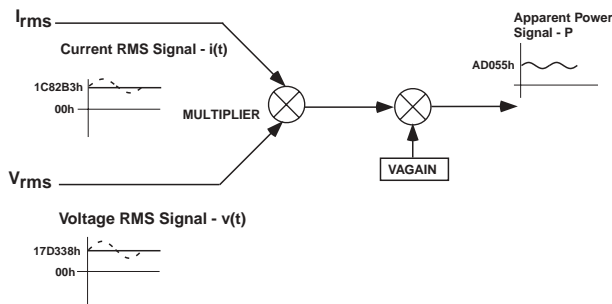 Irms
Current RMS Signal - i(t)
1C82B3h
00h
MULTIPLIER
Apparent Power
Signal - P
AD055h
VAGAIN
Vrms
Voltage RMS Signal - v(t)
17D338h
00h